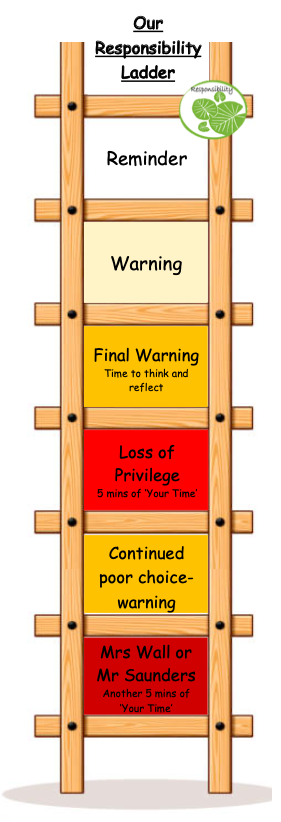 Our
Responsibility
Ladder
Responsibility
Reminder
Warning
Final Warning
Time to think and
reflect
Loss of
Privilege
5 mins of ‘Your Time’
Continued
poor choice-
warning
Mrs Wall or
Mr Saunders
Another 5 mins of
‘Your Time’